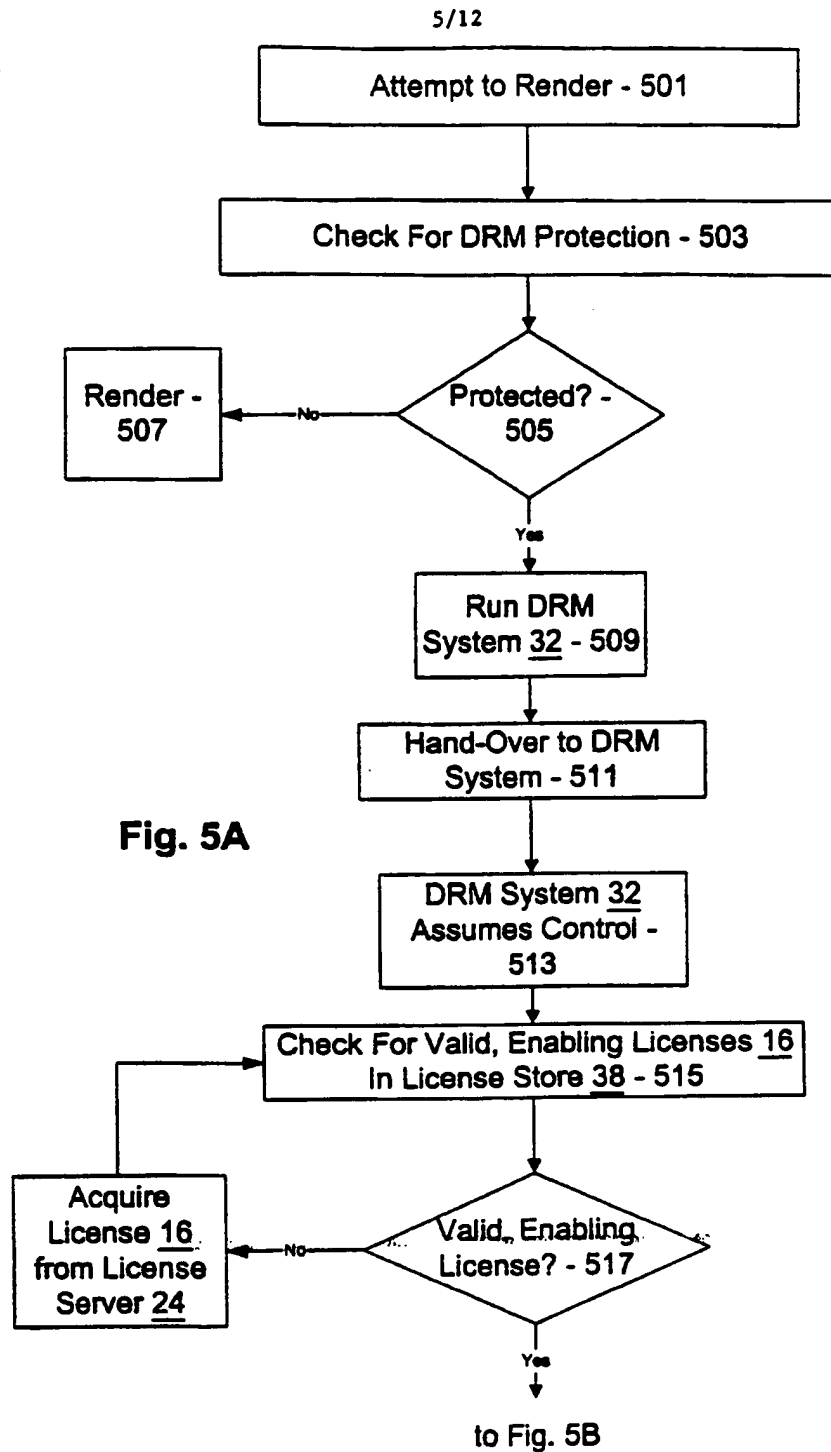 5/12
Attempt to Render - 501
Check For DRM Protection - 503
Protected? -
505
No
Render -
507
Yes
Run DRM
System 32 - 509
Hand-Over to DRM
System - 511
Fig. 5A
DRM System 32
Assumes Control -
513
Check For Valid, Enabling Licenses 16
In License Store 38 - 515
Valid, Enabling
License? - 517
No
Acquire
License 16
from License
Server 24
Yes
to Fig. 5B